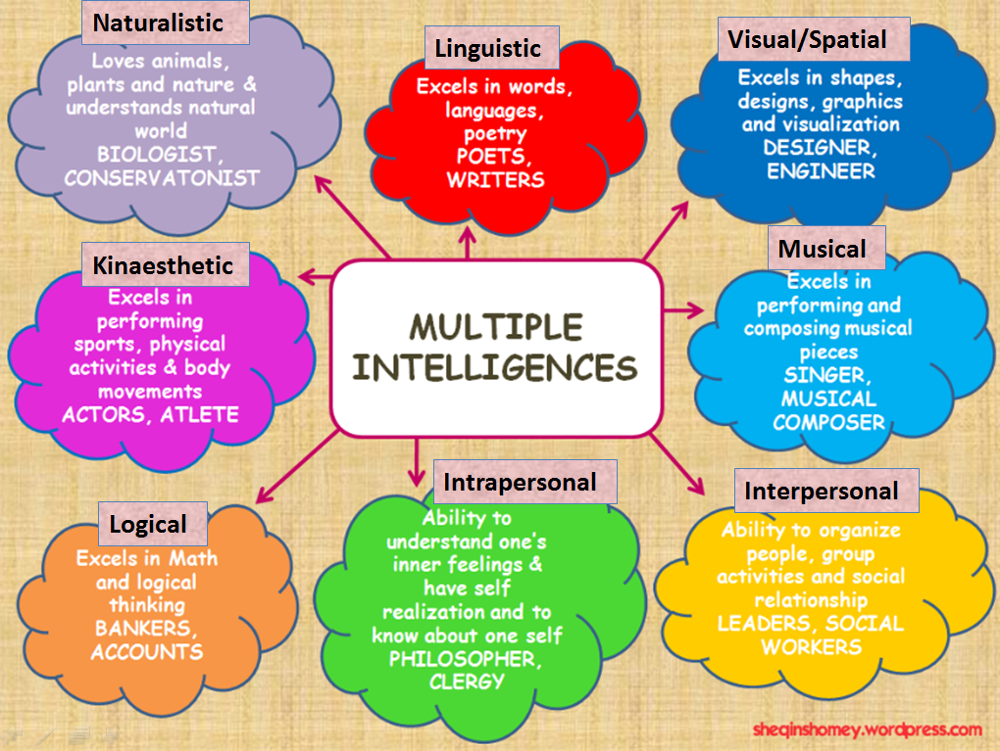 Naturalistic
Loves animals,
plants and nature &
understands natural
world
BIOLOGIST,
CONSERVATONIST
Linguistic
Excels in words,
languages,
poetry
POETS,
WRITERS
Visual/Spatial
Excels in shapes,
designs, graphics
and visualization
DESIGNER,
ENGINEER
Kinaesthetic
Excels in
performing
sports, physical
activities & body
movements
ACTORS, ATLETE
MULTIPLE
INTELLIGENCES
Musical
Excels in
performing and
composing musical
pieces
SINGER,
MUSICAL
COMPOSER
Logical
Excels in Math
and logical
thinking
BANKERS,
ACCOUNTS
Intrapersonal
Ability to
understand one's
inner feelings &
have self
realization and to
know about one self
PHILOSOPHER,
CLERGY
Interpersonal
Ability to organize
people, group
activities and social
relationship
LEADERS, SOCIAL
WORKERS
sheqinshomey.wordpress.com